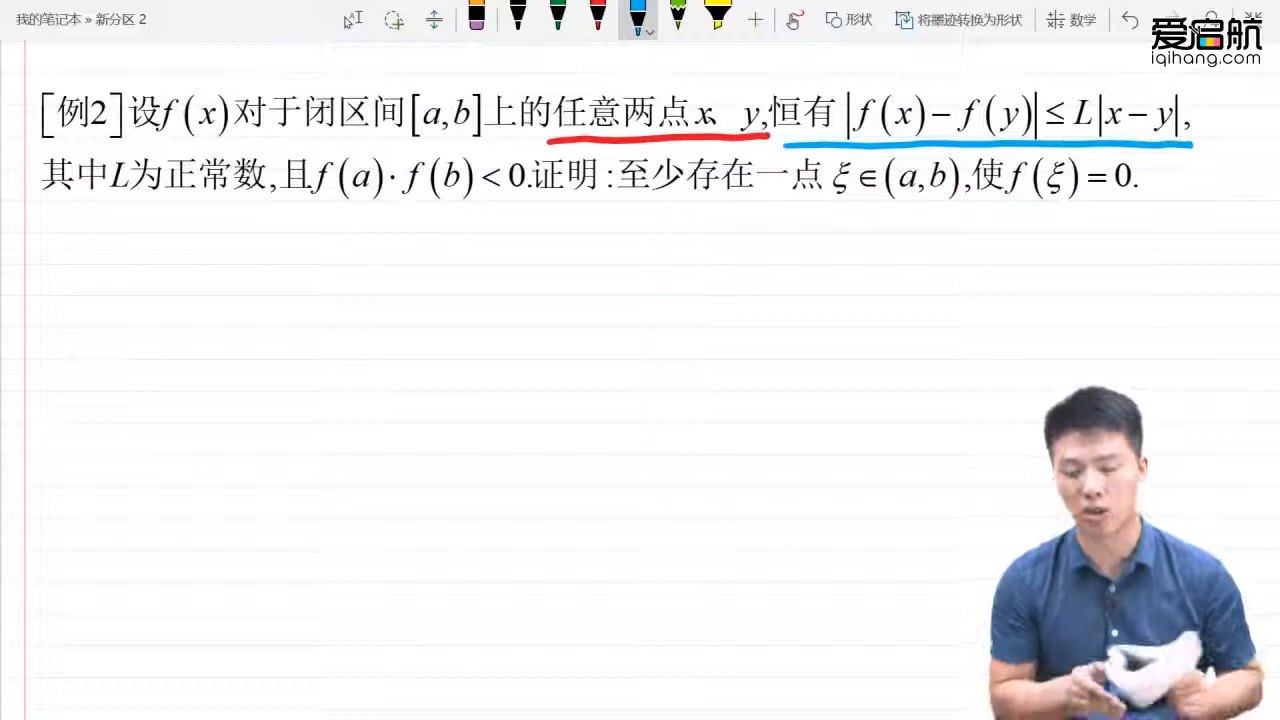 我的笔记本 » 新分区 2
形状
将墨迹转换为形状
数学
爱启航
iqihang.com
[例2]设f(x)对于闭区间[a,b]上的任意两点x、y,恒有|f(x)−f(y)|≤L|x−y|,
其中L为正常数,且f(a)·f(b)<0.证明:至少存在一点ξ∈(a,b),使f(ξ)=0.